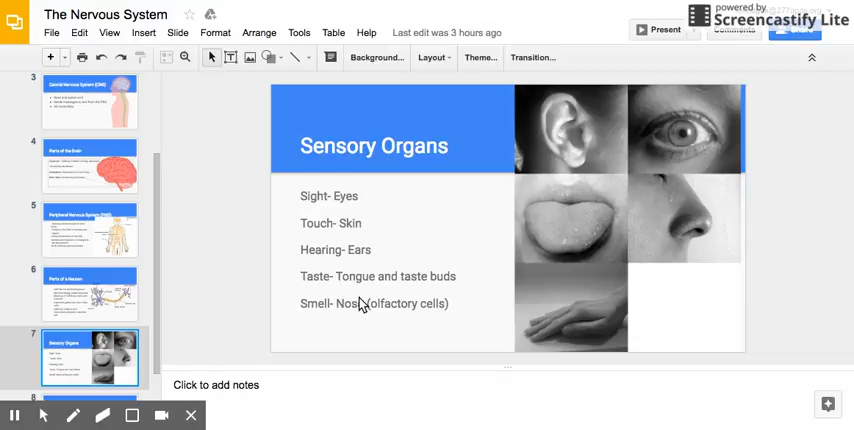 The Nervous System
powered by
Screencastify Lite
File Edit View Insert Slide Format Arrange Tools Table Help Last edit was 3 hours ago
Present
Comments
Share
Background... Layout Theme... Transition...
3
Central Nervous System (CNS)
4
Parts of the Brain
5
Peripheral Nervous System (PNS)
6
Parts of a Neuron
7
Sensory Organs
8
Sensory Organs
Sight- Eyes
Touch- Skin
Hearing- Ears
Taste- Tongue and taste buds
Smell- Nose (olfactory cells)
Click to add notes